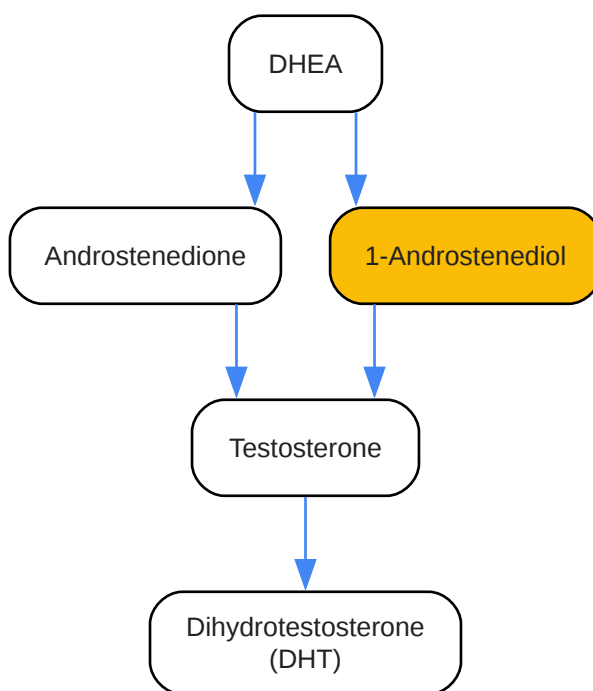 DHEA
Androstenedione
1-Androstenediol
Testosterone
Dihydrotestosterone
(DHT)